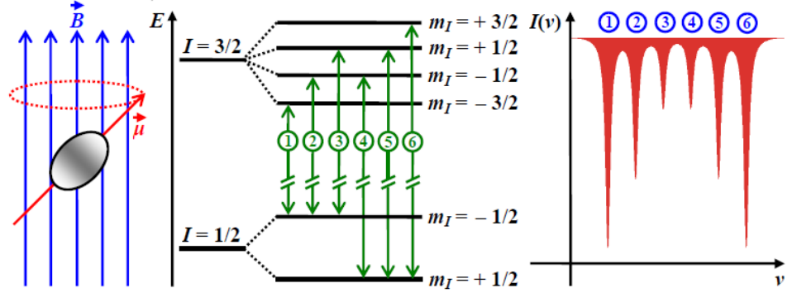 B
μ
E
I = 3/2
I = 1/2
m_I = + 3/2
m_I = + 1/2
m_I = − 1/2
m_I = − 3/2
1 2 3 4 5 6
m_I = − 1/2
m_I = + 1/2
I(ν)
1 2 3 4 5 6
ν